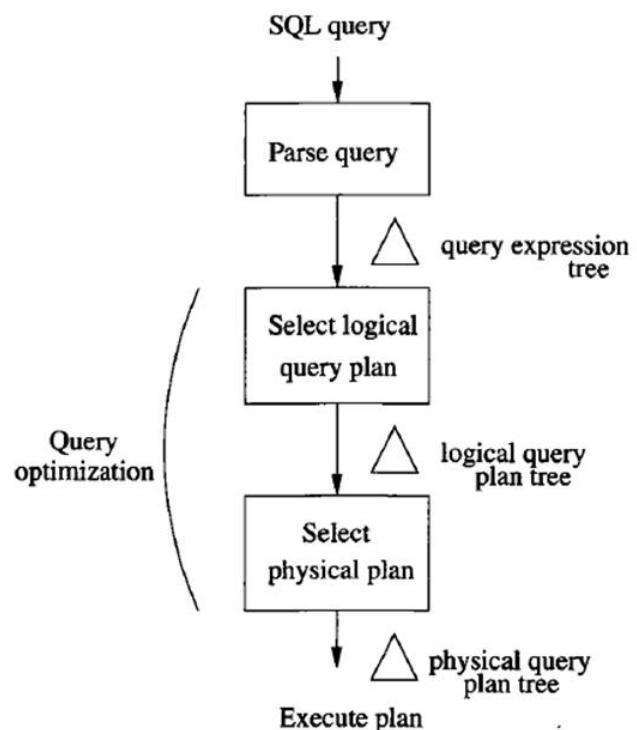 SQL query
Parse query
query expression
tree
Select logical
query plan
Query
optimization
logical query
plan tree
Select
physical plan
physical query
plan tree
Execute plan